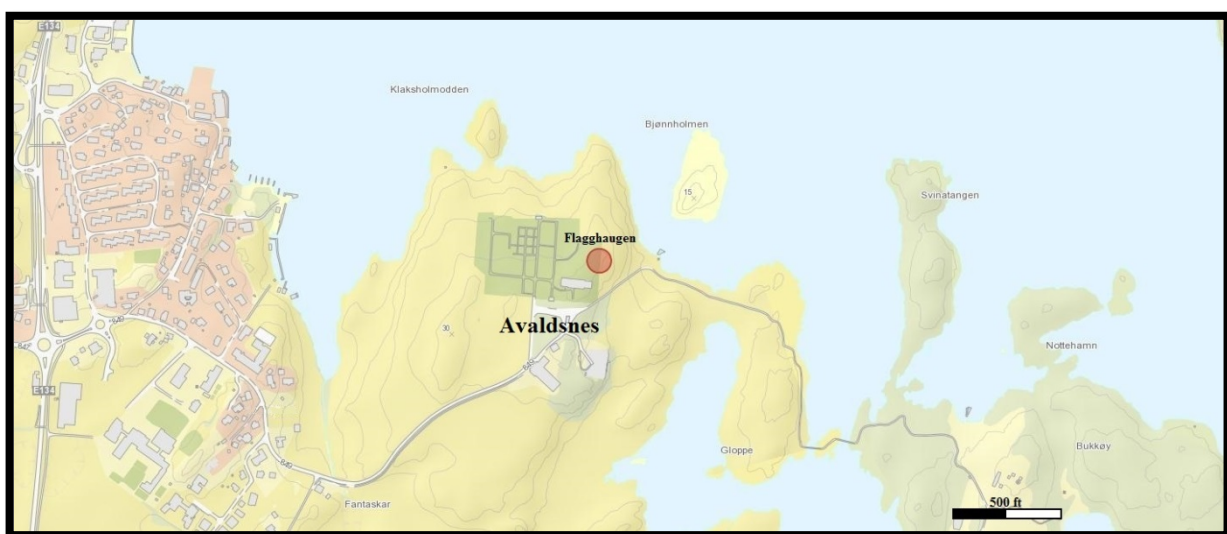 E134
Klaksholmodden
Bjønnholmen
15
Svinatangen
Flagghaugen
Avaldsnes
30
Nottehamn
E134
Gloppe
Bukkøy
Fantaskar
500 ft